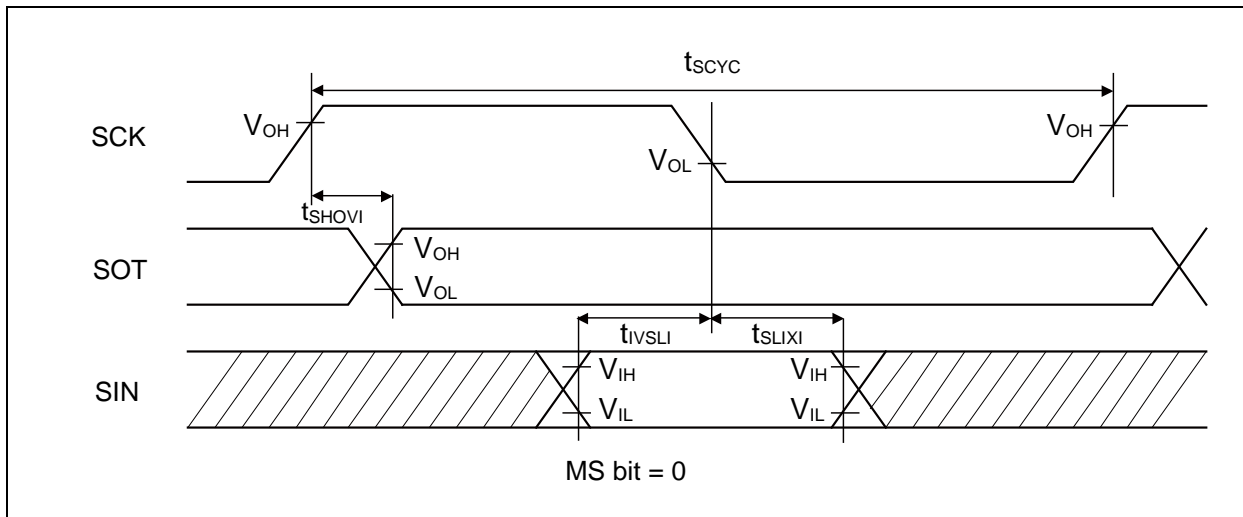 tSCYC
SCK
VOH
VOL
VOH
tSHOVI
SOT
VOH
VOL
tIVSLI
tSLIXI
SIN
VIH
VIL
VIH
VIL
MS bit = 0